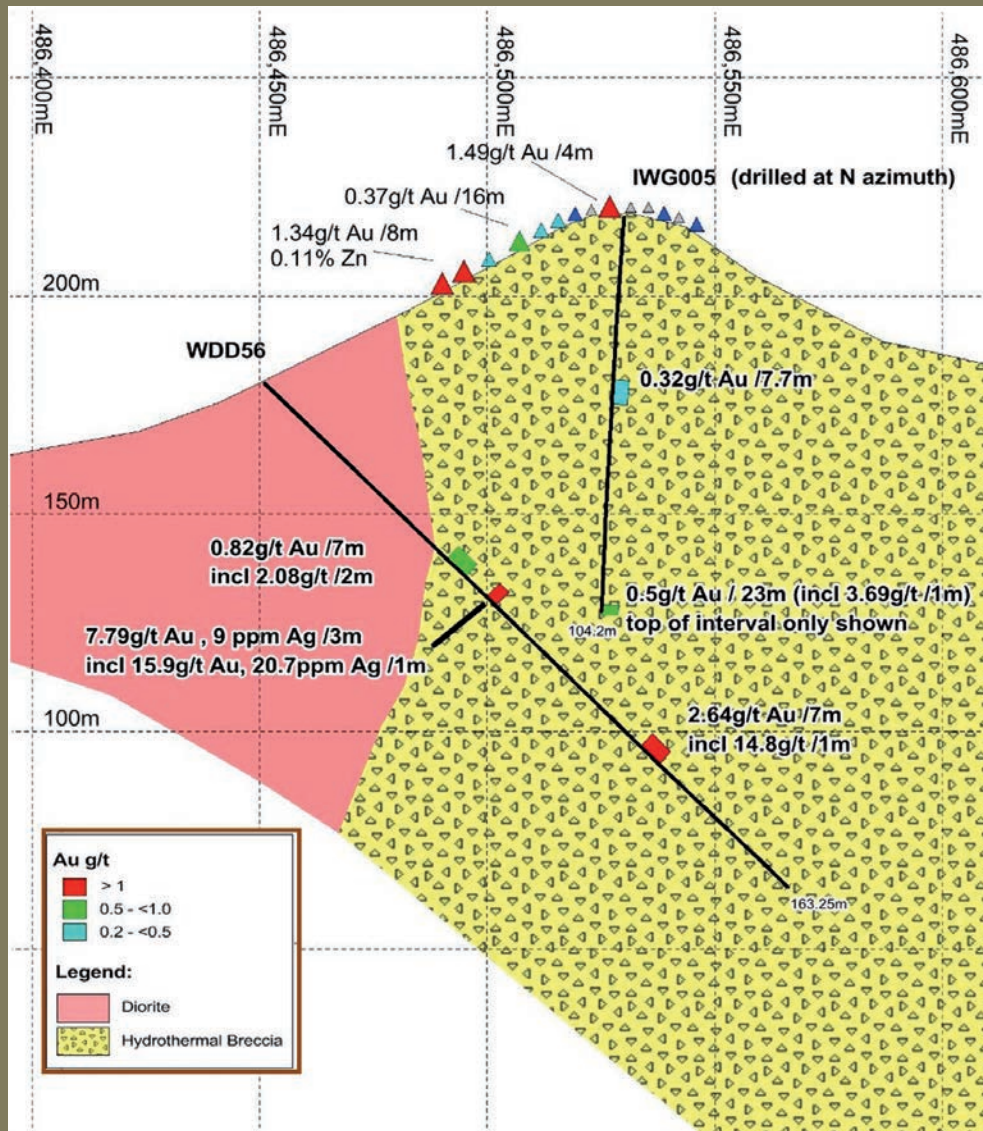 486,400mE
486,450mE
486,500mE
486,550mE
486,600mE
1.49g/t Au /4m
IWG005 (drilled at N azimuth)
0.37g/t Au /16m
1.34g/t Au /8m
0.11% Zn
200m
WDD56
0.32g/t Au /7.7m
150m
0.82g/t Au /7m
incl 2.08g/t /2m
0.5g/t Au / 23m (incl 3.69g/t /1m)
top of interval only shown
104.2m
7.79g/t Au , 9 ppm Ag /3m
incl 15.9g/t Au, 20.7ppm Ag /1m
100m
2.64g/t Au /7m
incl 14.8g/t /1m
163.25m
Au g/t
> 1
0.5 - <1.0
0.2 - <0.5
Legend:
Diorite
Hydrothermal Breccia